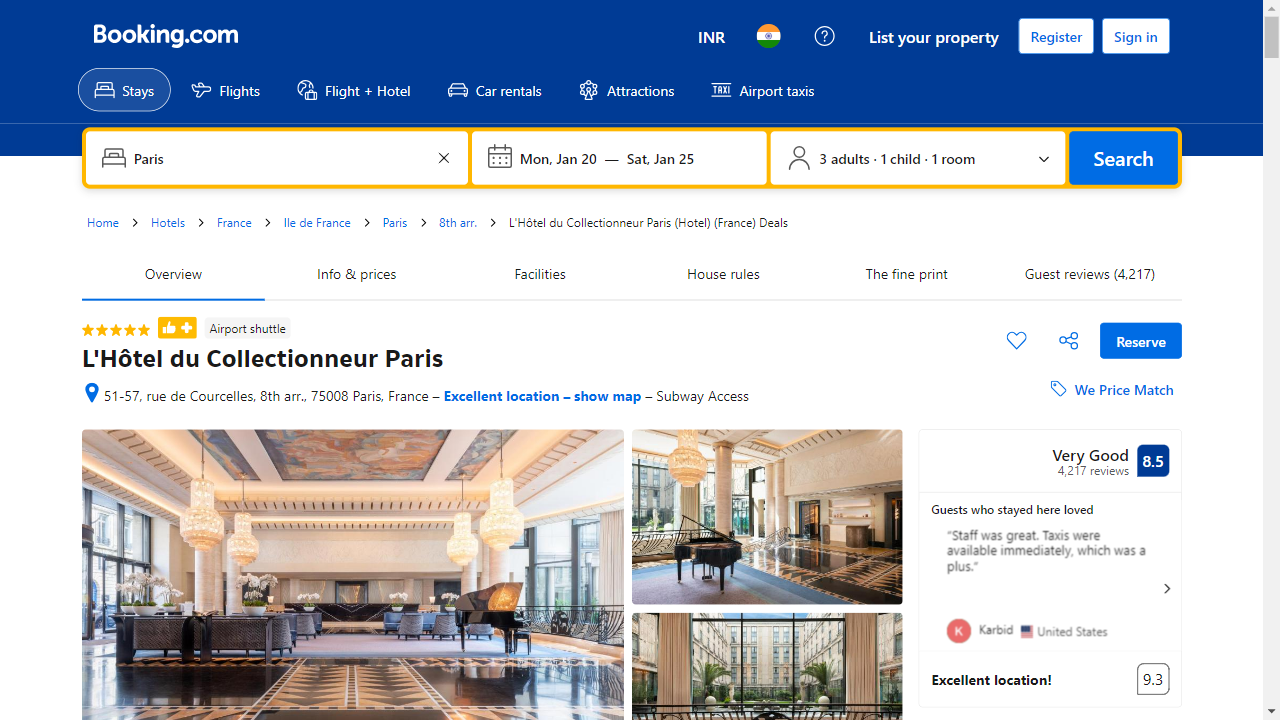 Booking.com
INR
List your property
Register
Sign in
Stays
Flights
Flight + Hotel
Car rentals
Attractions
TAXI
Airport taxis
Paris
Mon, Jan 20 — Sat, Jan 25
3 adults · 1 child · 1 room
Search
Home
Hotels
France
Ile de France
Paris
8th arr.
L'Hôtel du Collectionneur Paris (Hotel) (France) Deals
Overview
Info & prices
Facilities
House rules
The fine print
Guest reviews (4,217)
Airport shuttle
L'Hôtel du Collectionneur Paris
Reserve
51-57, rue de Courcelles, 8th arr., 75008 Paris, France – Excellent location – show map – Subway Access
We Price Match
Very Good
4,217 reviews
8.5
Guests who stayed here loved
“Staff was great. Taxis were
available immediately, which was a
plus.”
K
Karbid
United States
Excellent location!
9.3